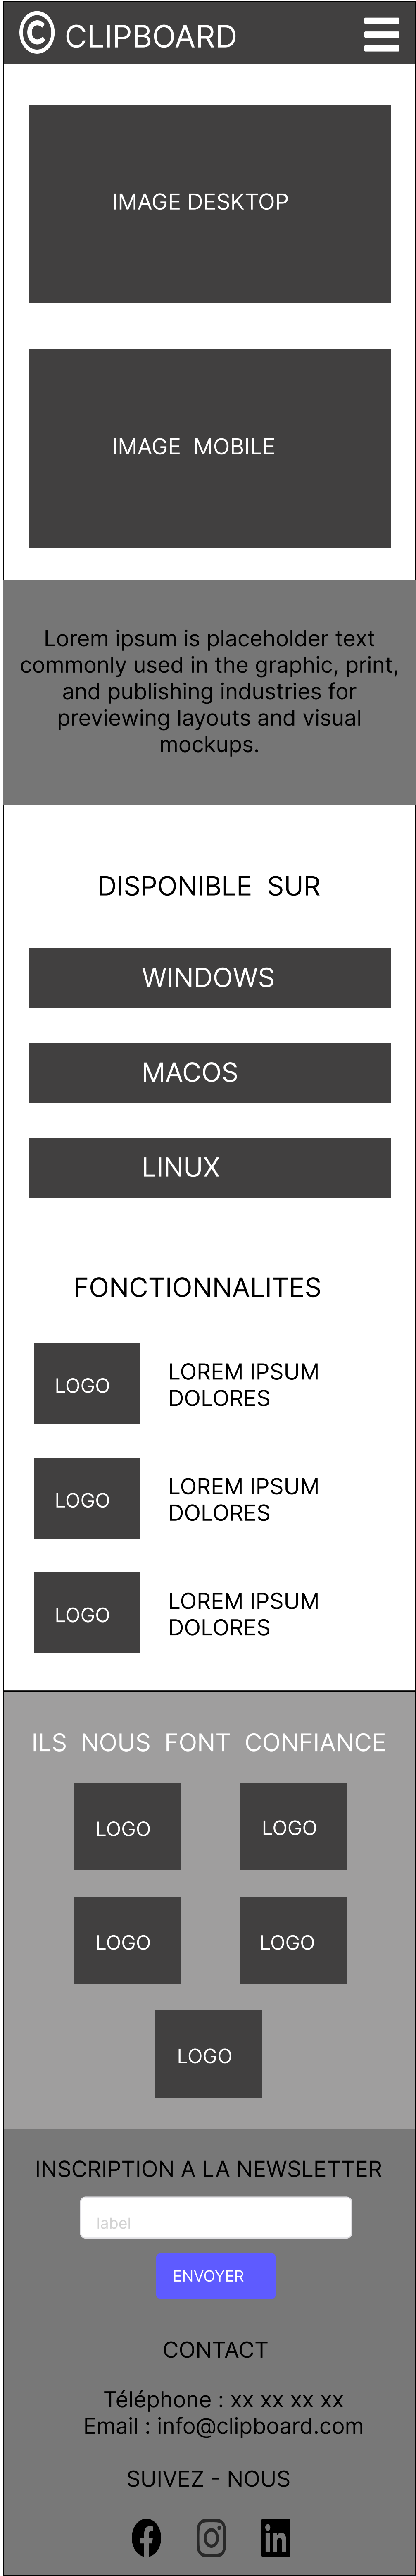 © CLIPBOARD
IMAGE DESKTOP
IMAGE MOBILE
Lorem ipsum is placeholder text
commonly used in the graphic, print,
and publishing industries for
previewing layouts and visual
mockups.
DISPONIBLE SUR
WINDOWS
MACOS
LINUX
FONCTIONNALITES
LOGO
LOREM IPSUM
DOLORES
LOGO
LOREM IPSUM
DOLORES
LOGO
LOREM IPSUM
DOLORES
ILS NOUS FONT CONFIANCE
LOGO
LOGO
LOGO
LOGO
LOGO
INSCRIPTION A LA NEWSLETTER
label
ENVOYER
CONTACT
Téléphone : xx xx xx xx
Email : info@clipboard.com
SUIVEZ - NOUS